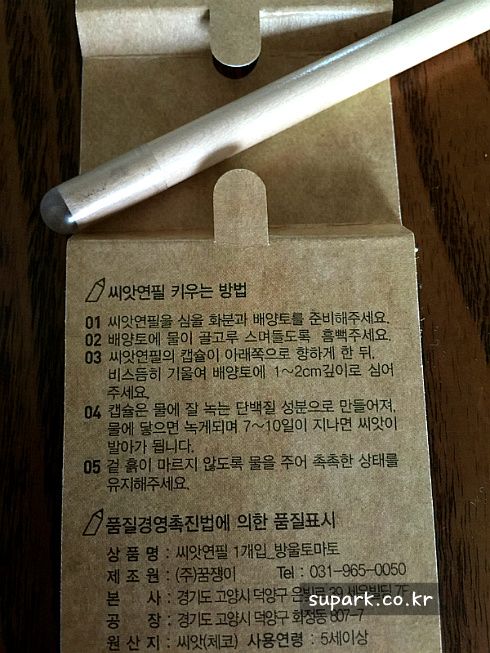 씨앗연필 키우는 방법
01 씨앗연필을 심을 화분과 배양토를 준비해주세요.
02 배양토에 물이 골고루 스며들도록 흠뻑주세요.
03 씨앗연필의 캡슐이 아래쪽으로 향하게 한 뒤,
비스듬히 기울여 배양토에 1~2cm깊이로 심어
주세요.
04 캡슐은 물에 잘 녹는 단백질 성분으로 만들어져,
물에 닿으면 녹게되며 7~10일이 지나면 씨앗이
발아가 됩니다.
05 겉 흙이 마르지 않도록 물을 주어 촉촉한 상태를
유지해주세요.
품질경영촉진법에 의한 품질표시
상 품 명 : 씨앗연필 1개입_방울토마토
제 조 원 : (주)꿈쟁이 Tel : 031-965-0050
본 사 : 경기도 고양시 덕양구 은빛로 39 세운빌딩 7F
공 장 : 경기도 고양시 덕양구 화정동 807-7
원 산 지 : 씨앗(체코) 사용연령 : 5세이상
supark.co.kr